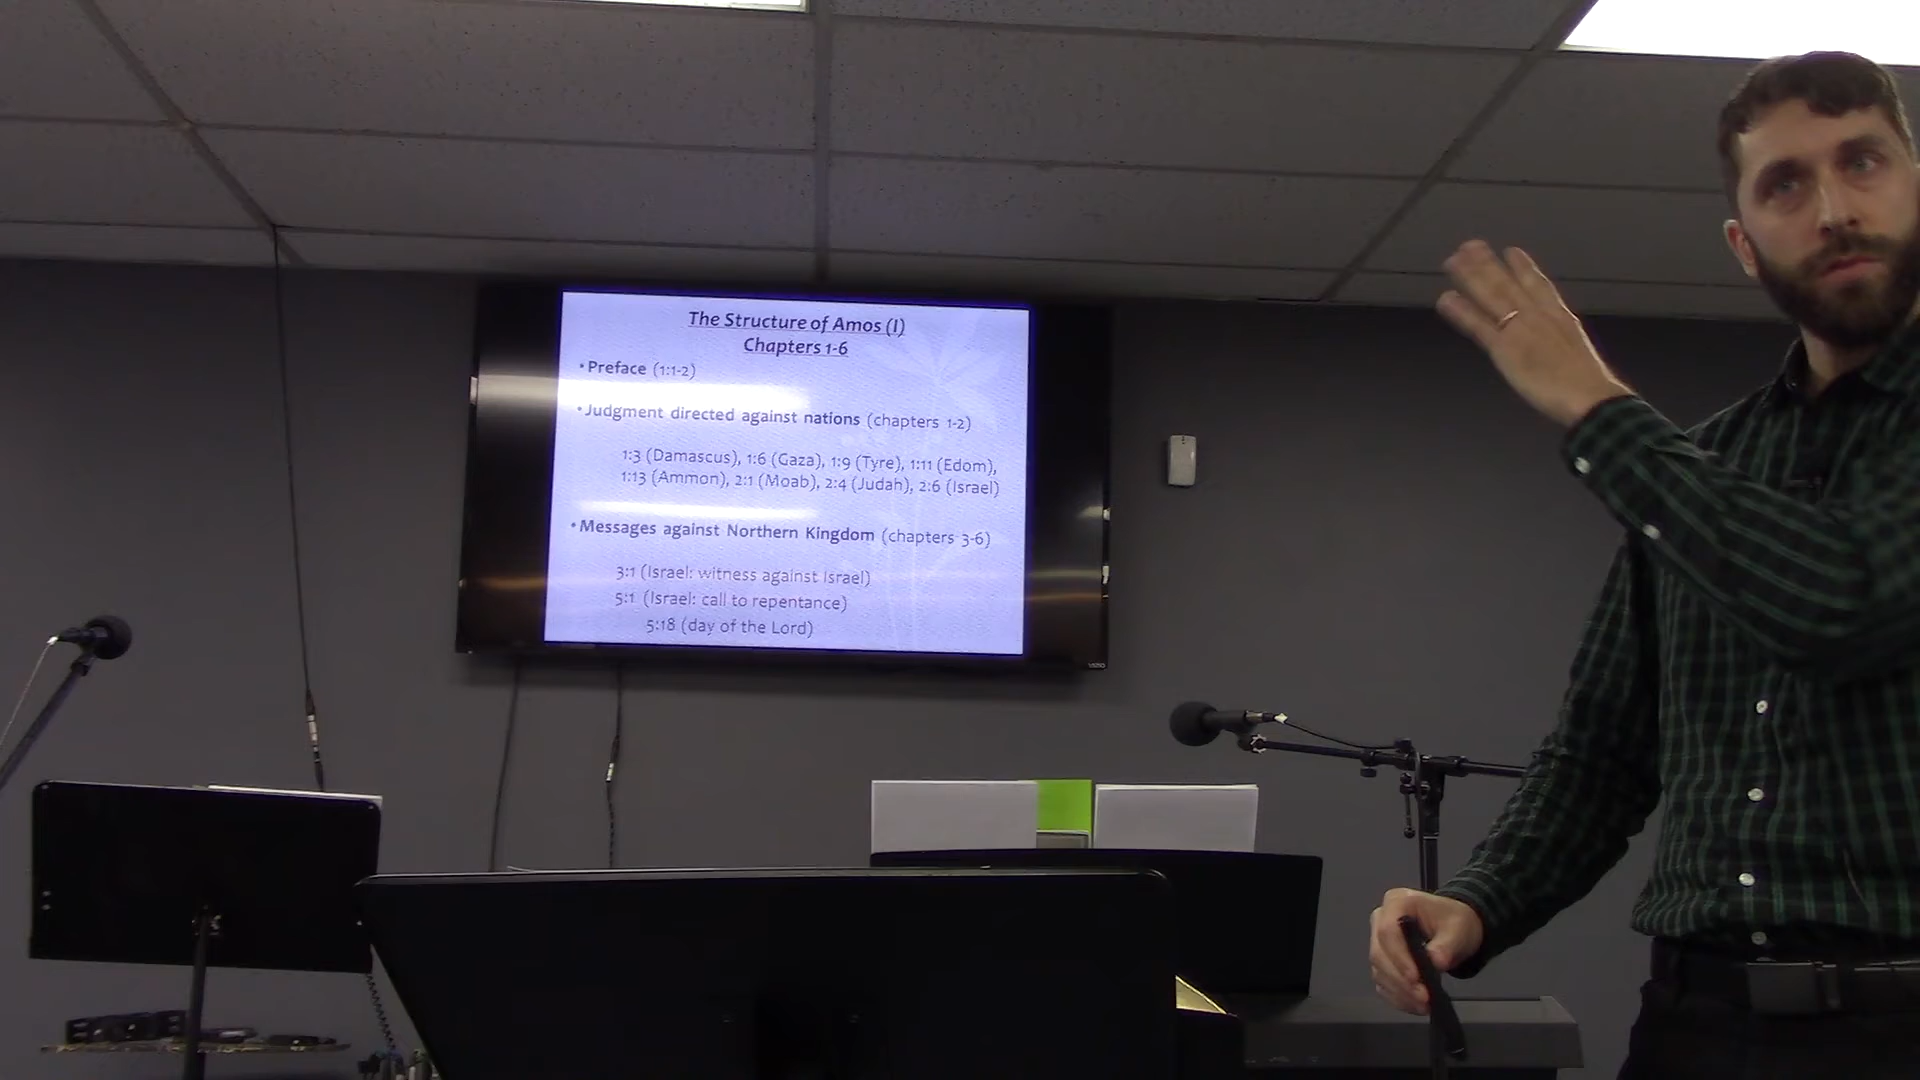 The Structure of Amos (I)
Chapters 1-6
• Preface (1:1-2)
• Judgment directed against nations (chapters 1-2)
1:3 (Damascus), 1:6 (Gaza), 1:9 (Tyre), 1:11 (Edom),
1:13 (Ammon), 2:1 (Moab), 2:4 (Judah), 2:6 (Israel)
• Messages against Northern Kingdom (chapters 3-6)
3:1 (Israel: witness against Israel)
5:1 (Israel: call to repentance)
5:18 (day of the Lord)
VIZIO